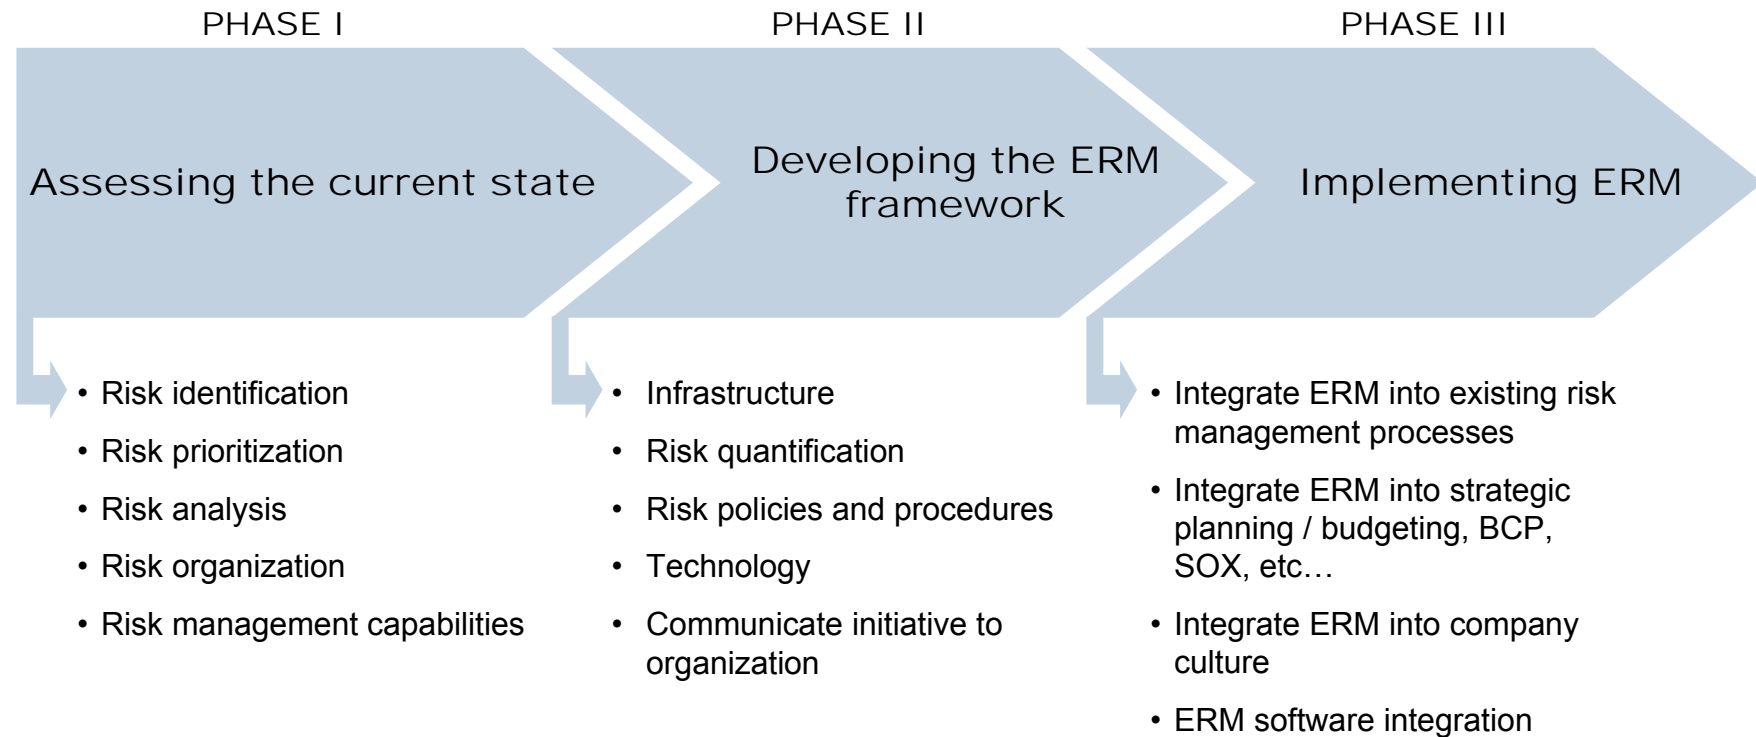 PHASE I
Assessing the current state
• Risk identification
• Risk prioritization
• Risk analysis
• Risk organization
• Risk management capabilities
PHASE II
Developing the ERM
framework
• Infrastructure
• Risk quantification
• Risk policies and procedures
• Technology
• Communicate initiative to
organization
PHASE III
Implementing ERM
• Integrate ERM into existing risk
management processes
• Integrate ERM into strategic
planning / budgeting, BCP,
SOX, etc…
• Integrate ERM into company
culture
• ERM software integration